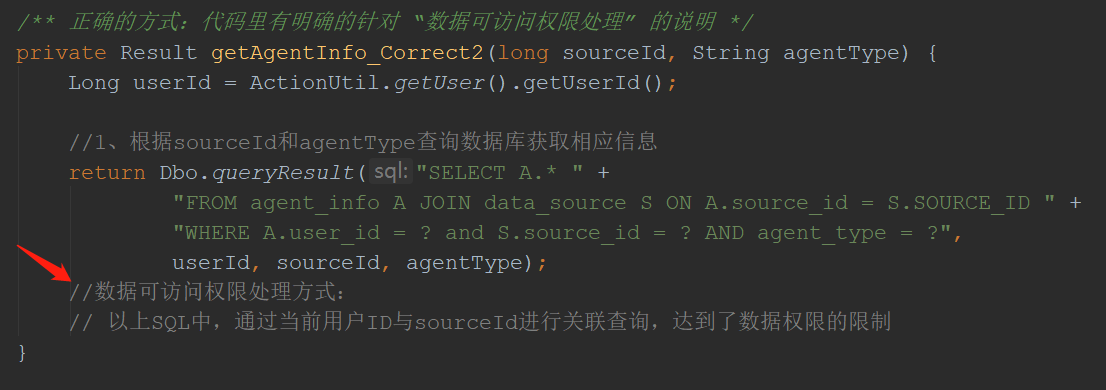 /** 正确的方式：代码里有明确的针对 “数据可访问权限处理” 的说明 */
private Result getAgentInfo_Correct2(long sourceId, String agentType) {
Long userId = ActionUtil.getUser().getUserId();
//1、根据sourceId和agentType查询数据库获取相应信息
return Dbo.queryResult( sql: "SELECT A.* " +
"FROM agent_info A JOIN data_source S ON A.source_id = S.SOURCE_ID " +
"WHERE A.user_id = ? and S.source_id = ? AND agent_type = ?",
userId, sourceId, agentType);
//数据可访问权限处理方式：
// 以上SQL中，通过当前用户ID与sourceId进行关联查询，达到了数据权限的限制
}